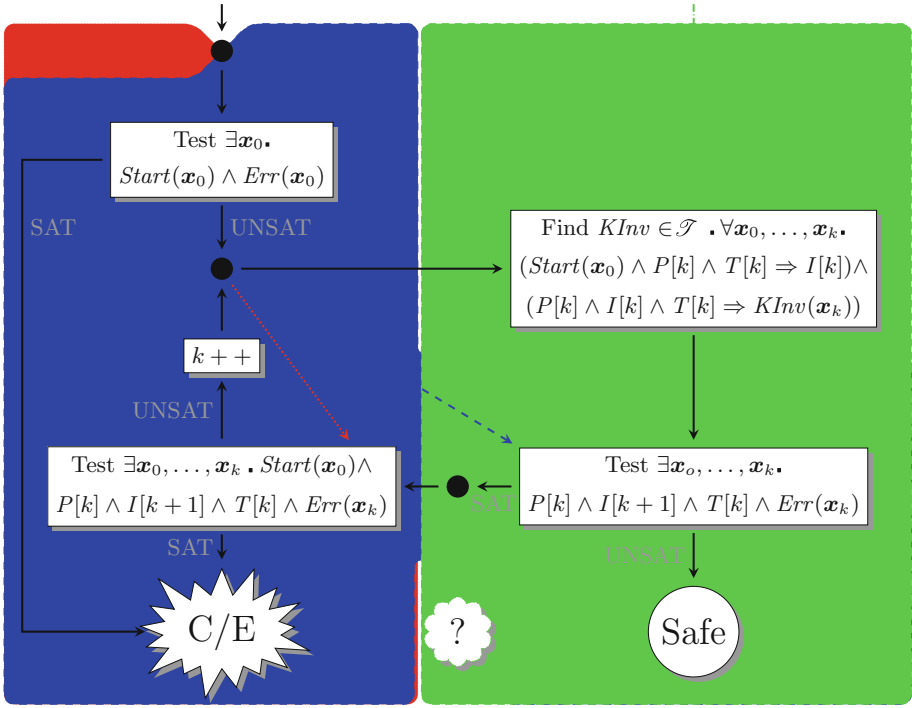 Test ∃x₀.
Start(x₀) ∧ Err(x₀)
SAT
UNSAT
Find KInv ∈ 𝒯 . ∀x₀, . . . , xₖ.
(Start(x₀) ∧ P[k] ∧ T[k] ⇒ I[k])∧
(P[k] ∧ I[k] ∧ T[k] ⇒ KInv(xₖ))
k + +
UNSAT
Test ∃x₀, . . . , xₖ . Start(x₀)∧
P[k] ∧ I[k+1] ∧ T[k] ∧ Err(xₖ)
SAT
Test ∃xₒ, . . . , xₖ.
P[k] ∧ I[k+1] ∧ T[k] ∧ Err(xₖ)
SAT
UNSAT
C/E
?
Safe